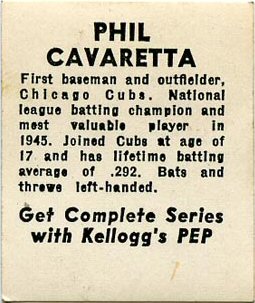 PHIL
CAVARETTA
First baseman and outfielder,
Chicago Cubs. National
league batting champion and
most valuable player in
1945. Joined Cubs at age of
17 and has lifetime batting
average of .292. Bats and
throws left-handed.
Get Complete Series
with Kellogg's PEP